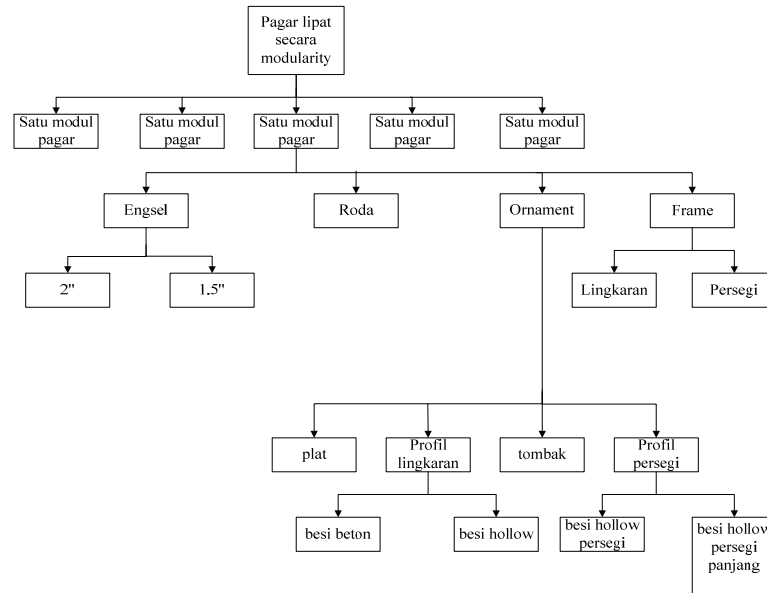 Pagar lipat
secara
modularity
Satu modul
pagar
Satu modul
pagar
Satu modul
pagar
Satu modul
pagar
Satu modul
pagar
Engsel
Roda
Ornament
Frame
2"
1.5"
Lingkaran
Persegi
plat
Profil
lingkaran
tombak
Profil
persegi
besi beton
besi hollow
besi hollow
persegi
besi hollow
persegi
panjang